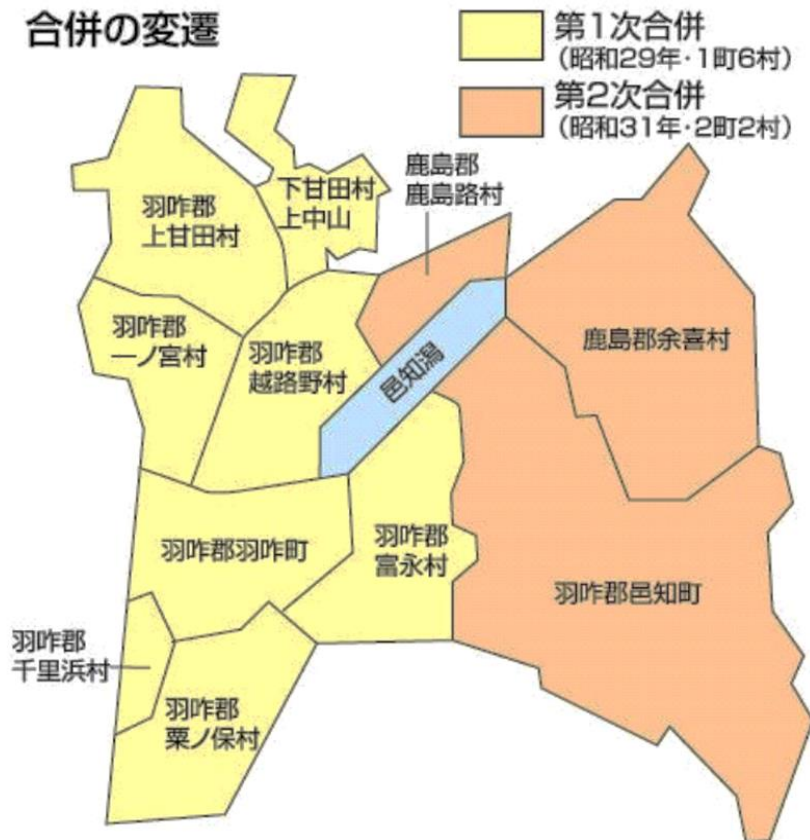 合併の変遷
第1次合併
（昭和29年・1町6村）
第2次合併
（昭和31年・2町2村）
鹿島郡
鹿島路村
下甘田村
上中山
羽咋郡
上甘田村
羽咋郡
一ノ宮村
羽咋郡
越路野村
邑知潟
鹿島郡余喜村
羽咋郡羽咋町
羽咋郡
富永村
羽咋郡邑知町
羽咋郡
千里浜村
羽咋郡
粟ノ保村